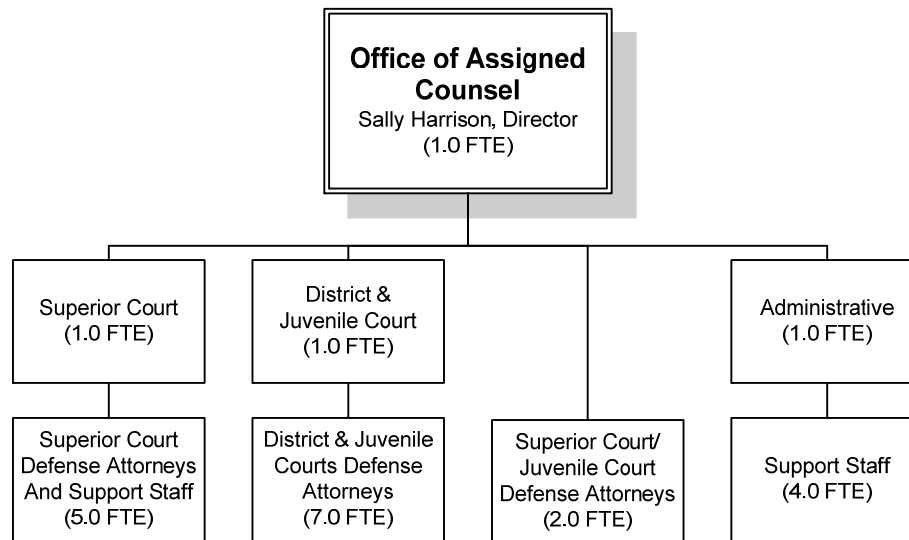 Office of Assigned
Counsel
Sally Harrison, Director
(1.0 FTE)
Superior Court
(1.0 FTE)
District &
Juvenile Court
(1.0 FTE)
Administrative
(1.0 FTE)
Superior Court
Defense Attorneys
And Support Staff
(5.0 FTE)
District & Juvenile
Courts Defense
Attorneys
(7.0 FTE)
Superior Court/
Juvenile Court
Defense Attorneys
(2.0 FTE)
Support Staff
(4.0 FTE)